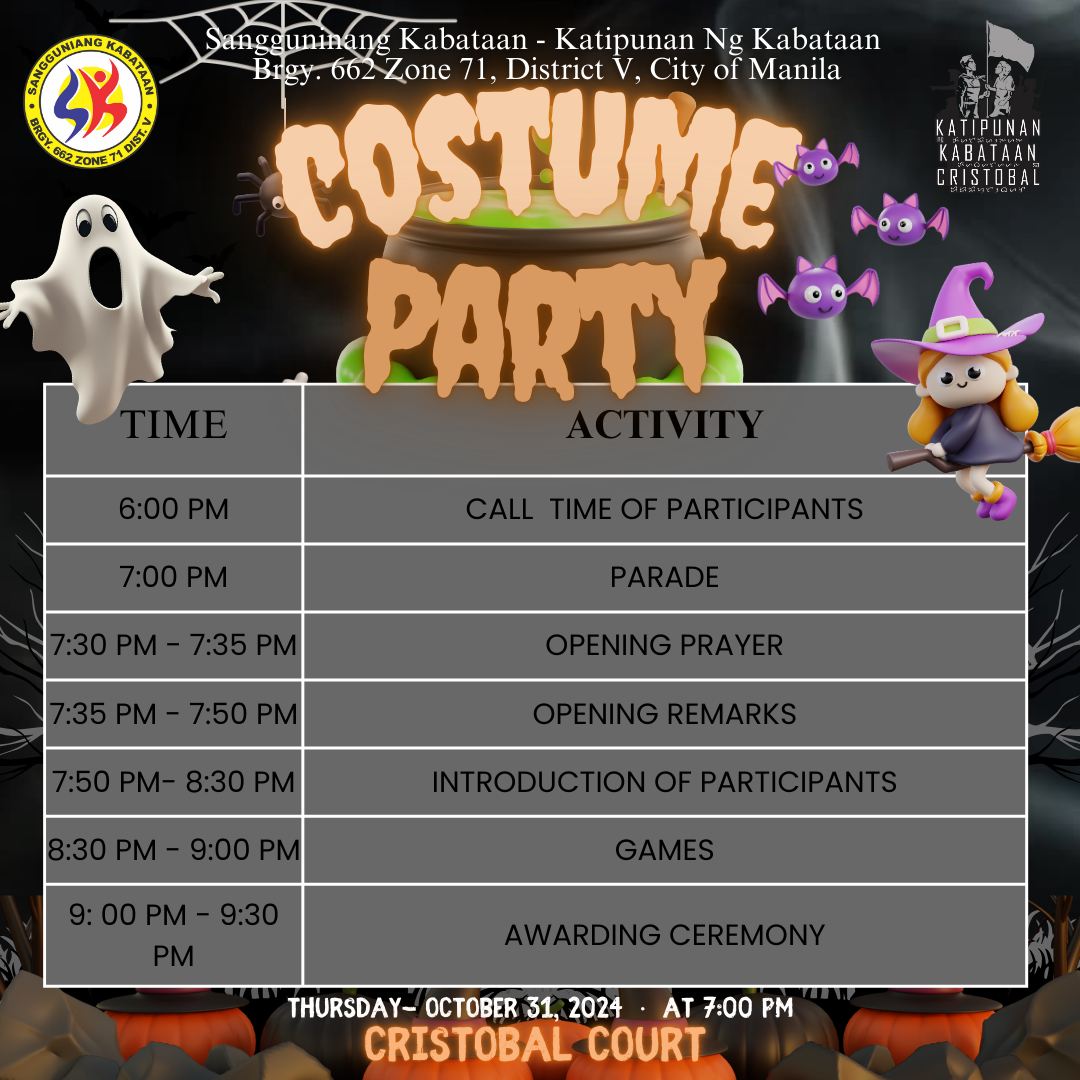 Sangguninang Kabataan - Katipunan Ng Kabataan
Brgy. 662 Zone 71, District V, City of Manila
SANGGUNIANG KABATAAN
BRGY. 662 ZONE 71 DIST. V
KATIPUNAN
KABATAAN
CRISTOBAL
COSTUME
PARTY
TIME ACTIVITY
6:00 PM CALL TIME OF PARTICIPANTS
7:00 PM PARADE
7:30 PM - 7:35 PM OPENING PRAYER
7:35 PM - 7:50 PM OPENING REMARKS
7:50 PM- 8:30 PM INTRODUCTION OF PARTICIPANTS
8:30 PM - 9:00 PM GAMES
9: 00 PM - 9:30
PM AWARDING CEREMONY
THURSDAY- OCTOBER 31, 2024 · AT 7:00 PM
CRISTOBAL COURT